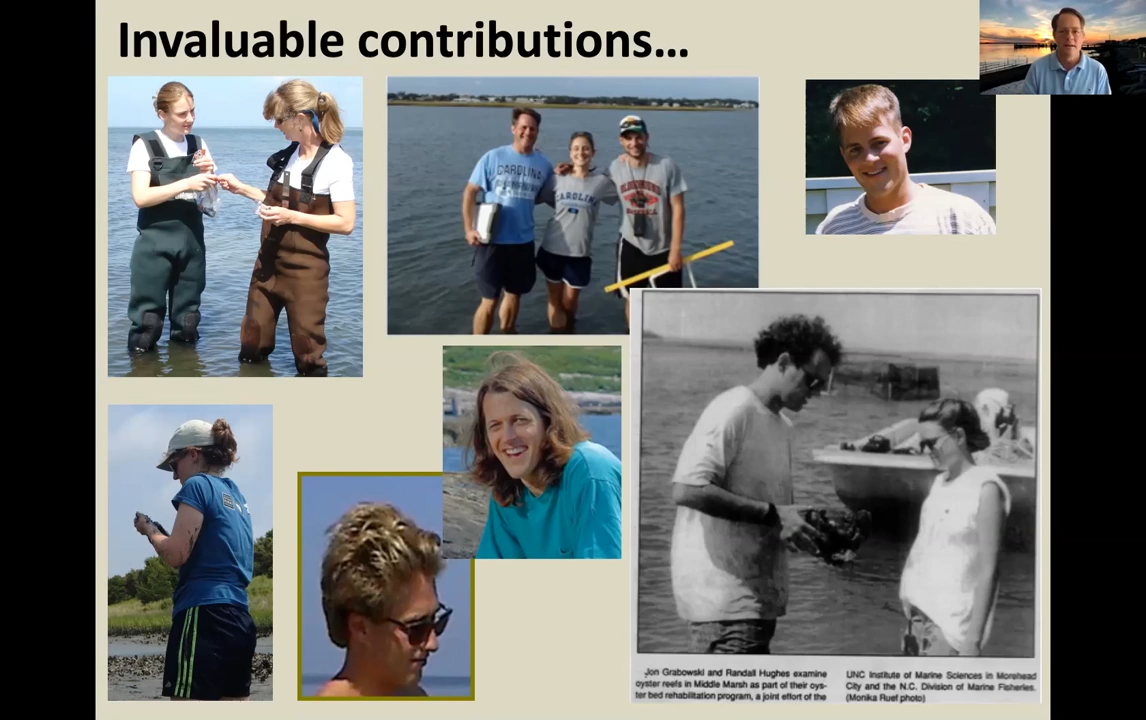 Invaluable contributions...
CAROLINA
CAROLINA
Jon Grabowski and Randall Hughes examine
oyster reefs in Middle Marsh as part of their oys-
ter bed rehabilitation program, a joint effort of the
UNC Institute of Marine Sciences in Morehead
City and the N.C. Division of Marine Fisheries.
(Monika Ruef photo)